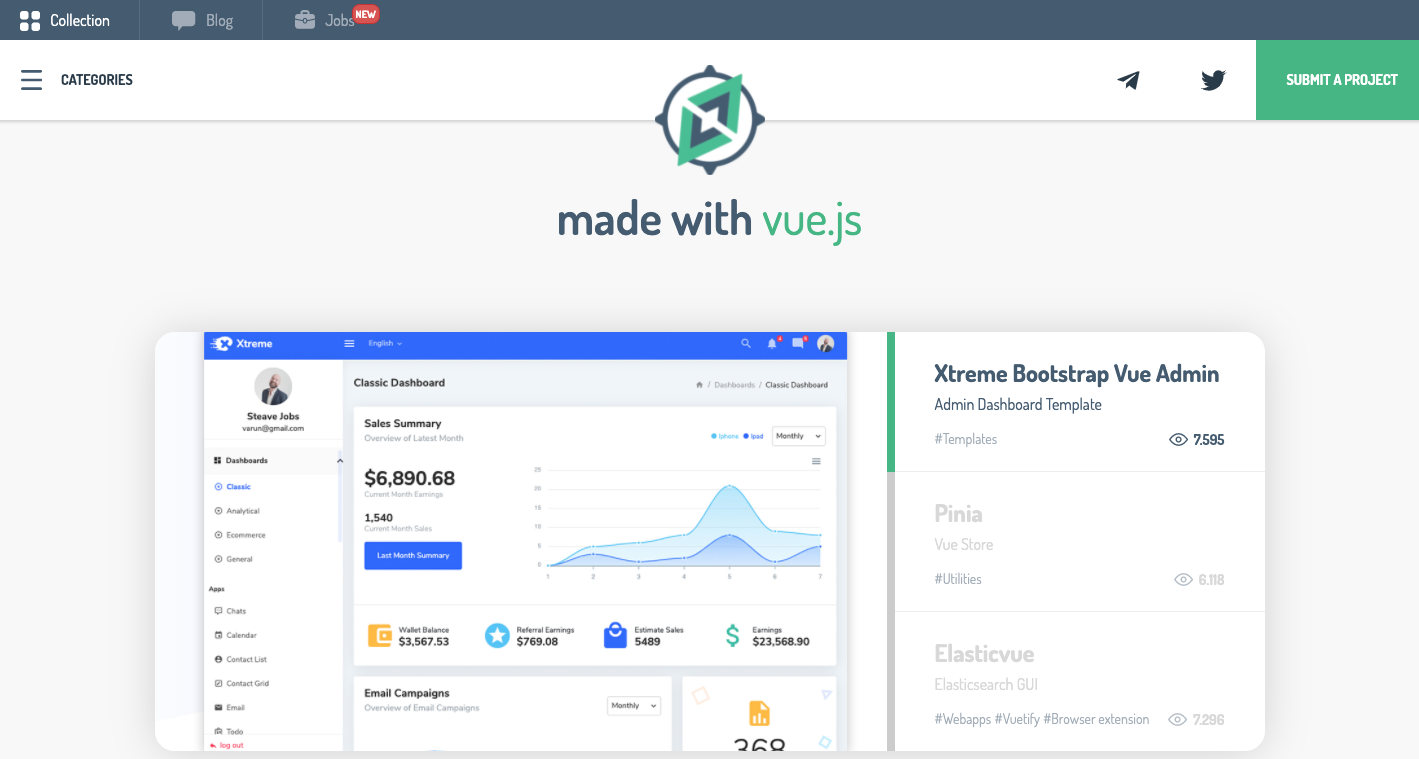 Collection
Blog
Jobs
NEW
CATEGORIES
SUBMIT A PROJECT
made with vue.js
Xtreme
English
Steave Jobs
varun@gmail.com
Dashboards
Classic
Analytical
Ecommerce
General
Apps
Chats
Calendar
Contact List
Contact Grid
Email
Todo
log out
Classic Dashboard
/ Dashboards / Classic Dashboard
Sales Summary
Overview of Latest Month
Iphone Ipad
Monthly
$6,890.68
Current Month Earnings
1,540
Current Month Sales
Last Month Summary
25
20
15
10
5
0
1 2 3 4 5 6 7
Wallet Balance
$3,567.53
Referral Earnings
$769.08
Estimate Sales
5489
Earnings
$23,568.90
Email Campaigns
Overview of Email Campaigns
Monthly
368
Xtreme Bootstrap Vue Admin
Admin Dashboard Template
#Templates
7.595
Pinia
Vue Store
#Utilities
6.118
Elasticvue
Elasticsearch GUI
#Webapps #Vuetify #Browser extension
7.296